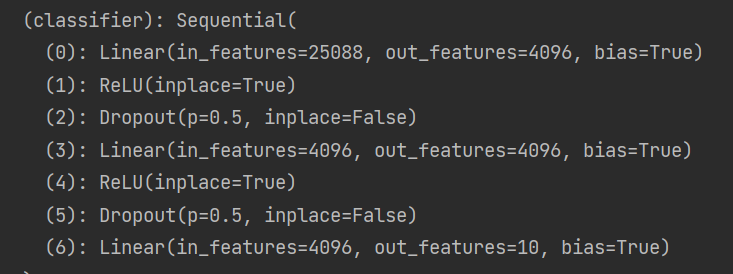 (classifier): Sequential(
(0): Linear(in_features=25088, out_features=4096, bias=True)
(1): ReLU(inplace=True)
(2): Dropout(p=0.5, inplace=False)
(3): Linear(in_features=4096, out_features=4096, bias=True)
(4): ReLU(inplace=True)
(5): Dropout(p=0.5, inplace=False)
(6): Linear(in_features=4096, out_features=10, bias=True)